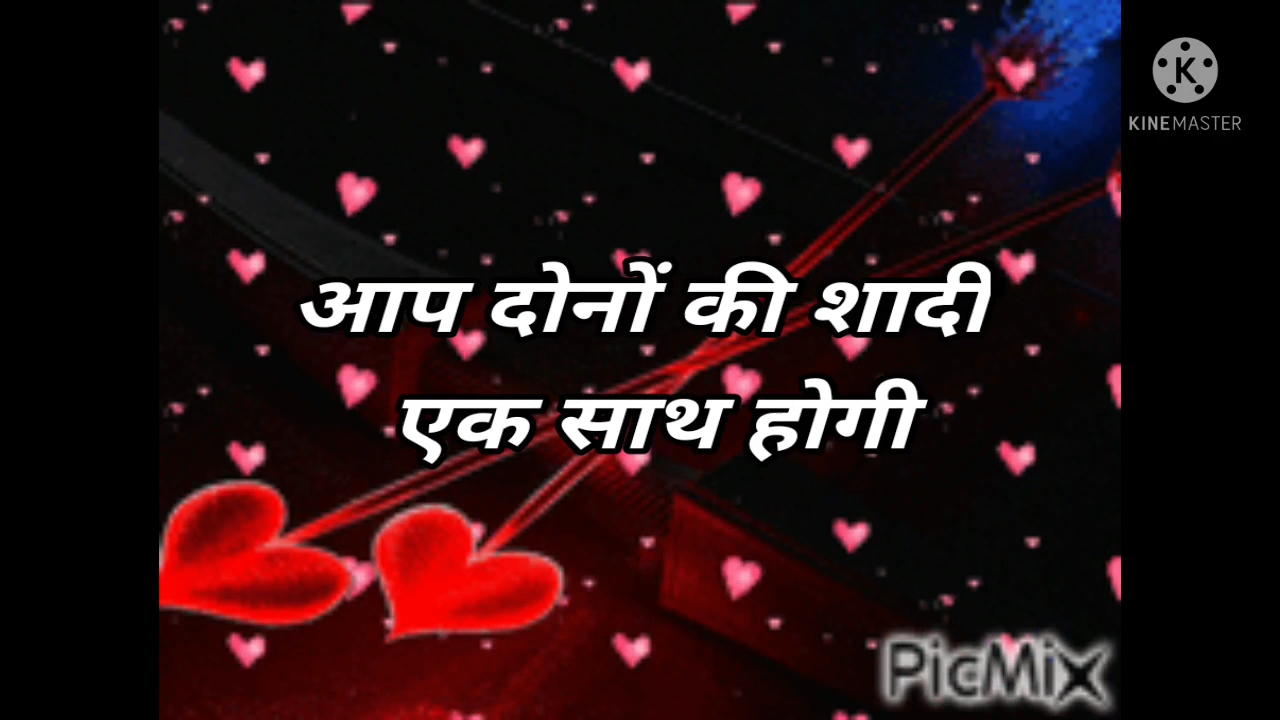 KINEMASTER
आप दोनों की शादी
एक साथ होगी
PicMix